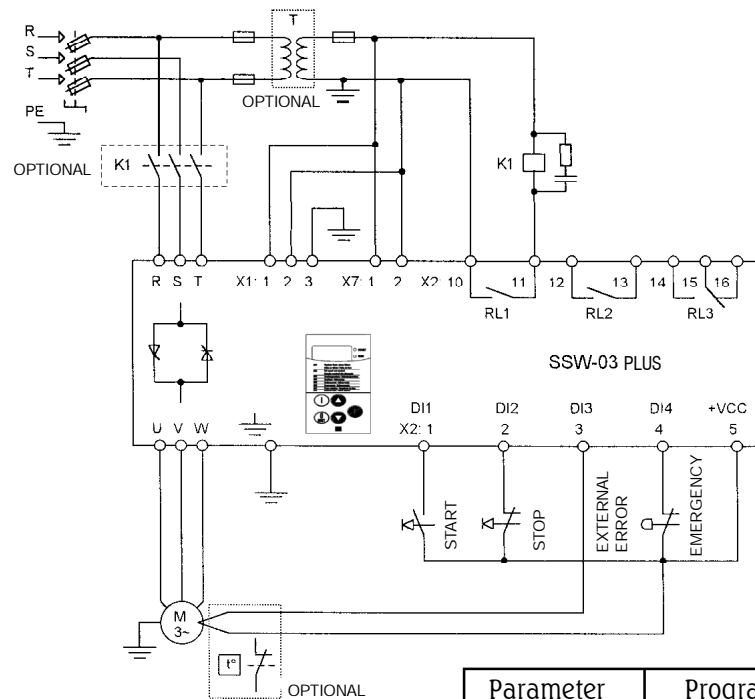 T
R
S
T
OPTIONAL
PE
OPTIONAL
K1
K1
R S T X1: 1 2 3 X7: 1 2 X2: 10 11 12 13 14 15 16
RL1 RL2 RL3
SSW-03 PLUS
U V W
DI1 DI2 DI3 DI4 +VCC
X2: 1 2 3 4 5
START
STOP
EXTERNAL
ERROR
EMERGENCY
M
3~
t°
OPTIONAL
Parameter Progra